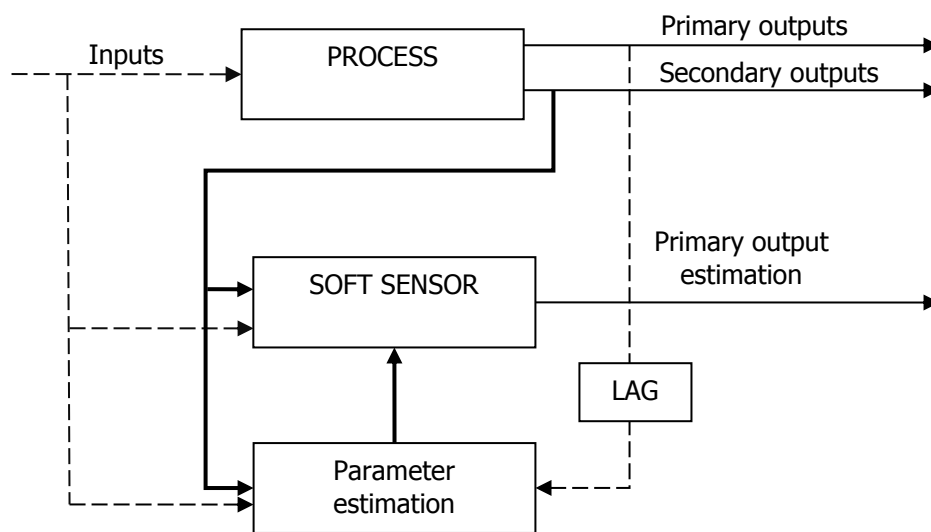 Primary outputs
Inputs
PROCESS
Secondary outputs
Primary output
estimation
SOFT SENSOR
LAG
Parameter
estimation